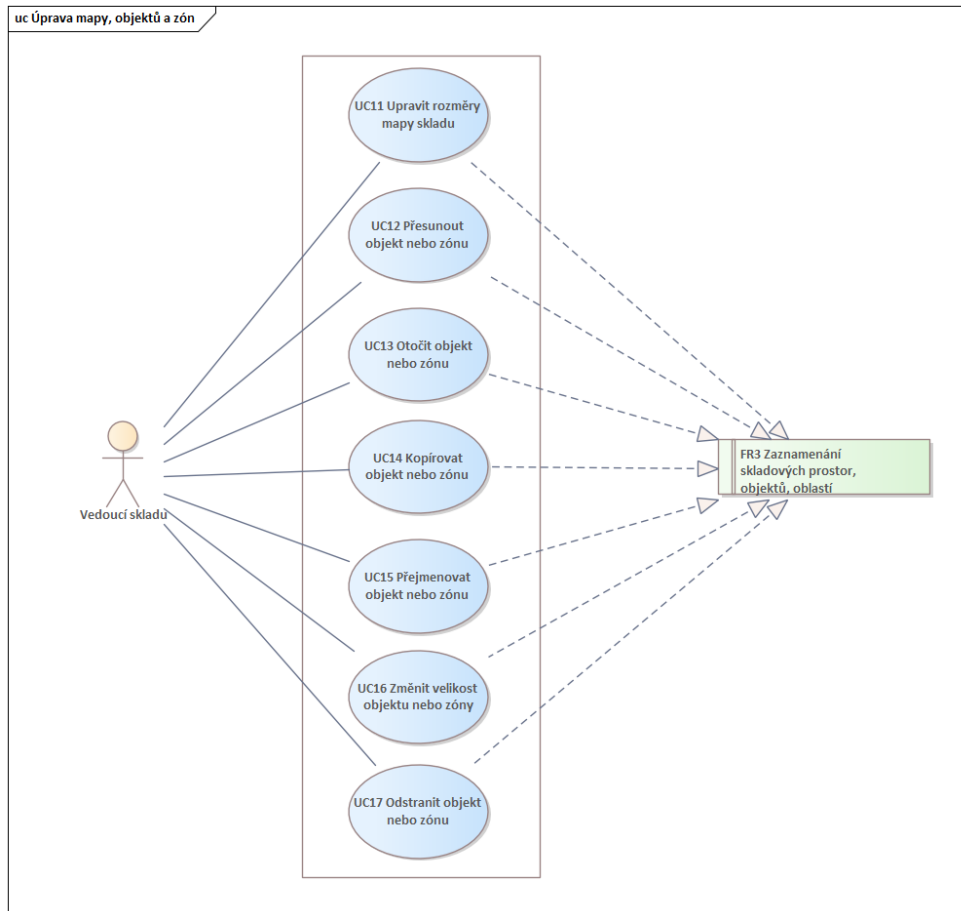 uc Úprava mapy, objektů a zón
UC11 Upravit rozměry
mapy skladu
UC12 Přesunout
objekt nebo zónu
UC13 Otočit objekt
nebo zónu
UC14 Kopírovat
objekt nebo zónu
FR3 Zaznamenání
skladových prostor,
objektů, oblastí
Vedoucí skladu
UC15 Přejmenovat
objekt nebo zónu
UC16 Změnit velikost
objektu nebo zóny
UC17 Odstranit objekt
nebo zónu